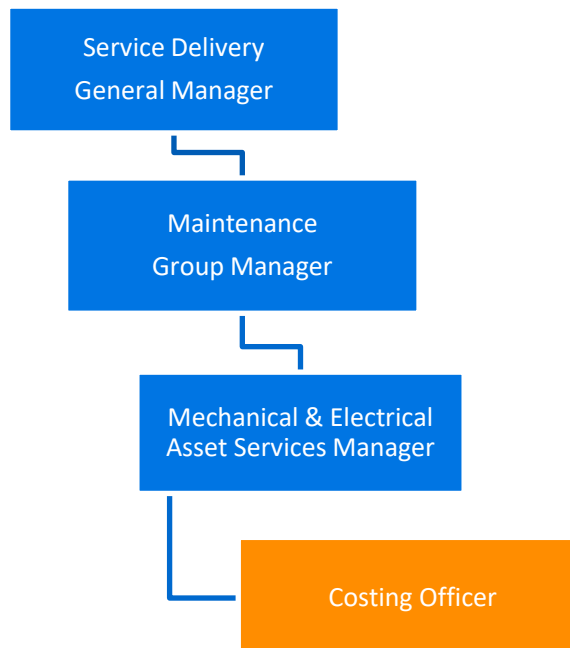 Service Delivery
General Manager
Maintenance
Group Manager
Mechanical & Electrical
Asset Services Manager
Costing Officer